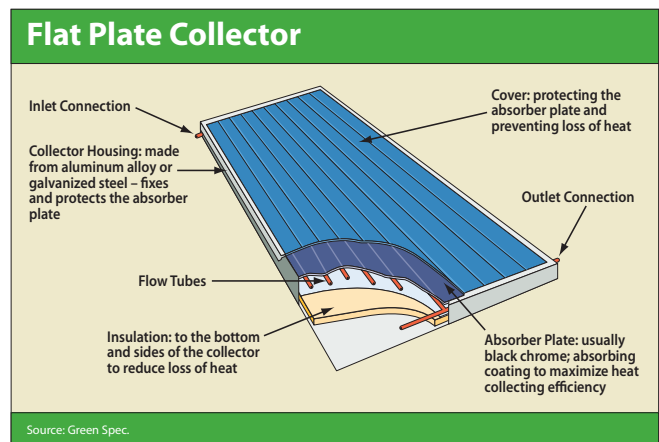 Flat Plate Collector
Inlet Connection
Collector Housing: made
from aluminum alloy or
galvanized steel – fixes
and protects the absorber
plate
Cover: protecting the
absorber plate and
preventing loss of heat
Outlet Connection
Flow Tubes
Insulation: to the bottom
and sides of the collector
to reduce loss of heat
Absorber Plate: usually
black chrome; absorbing
coating to maximize heat
collecting efficiency
Source: Green Spec.